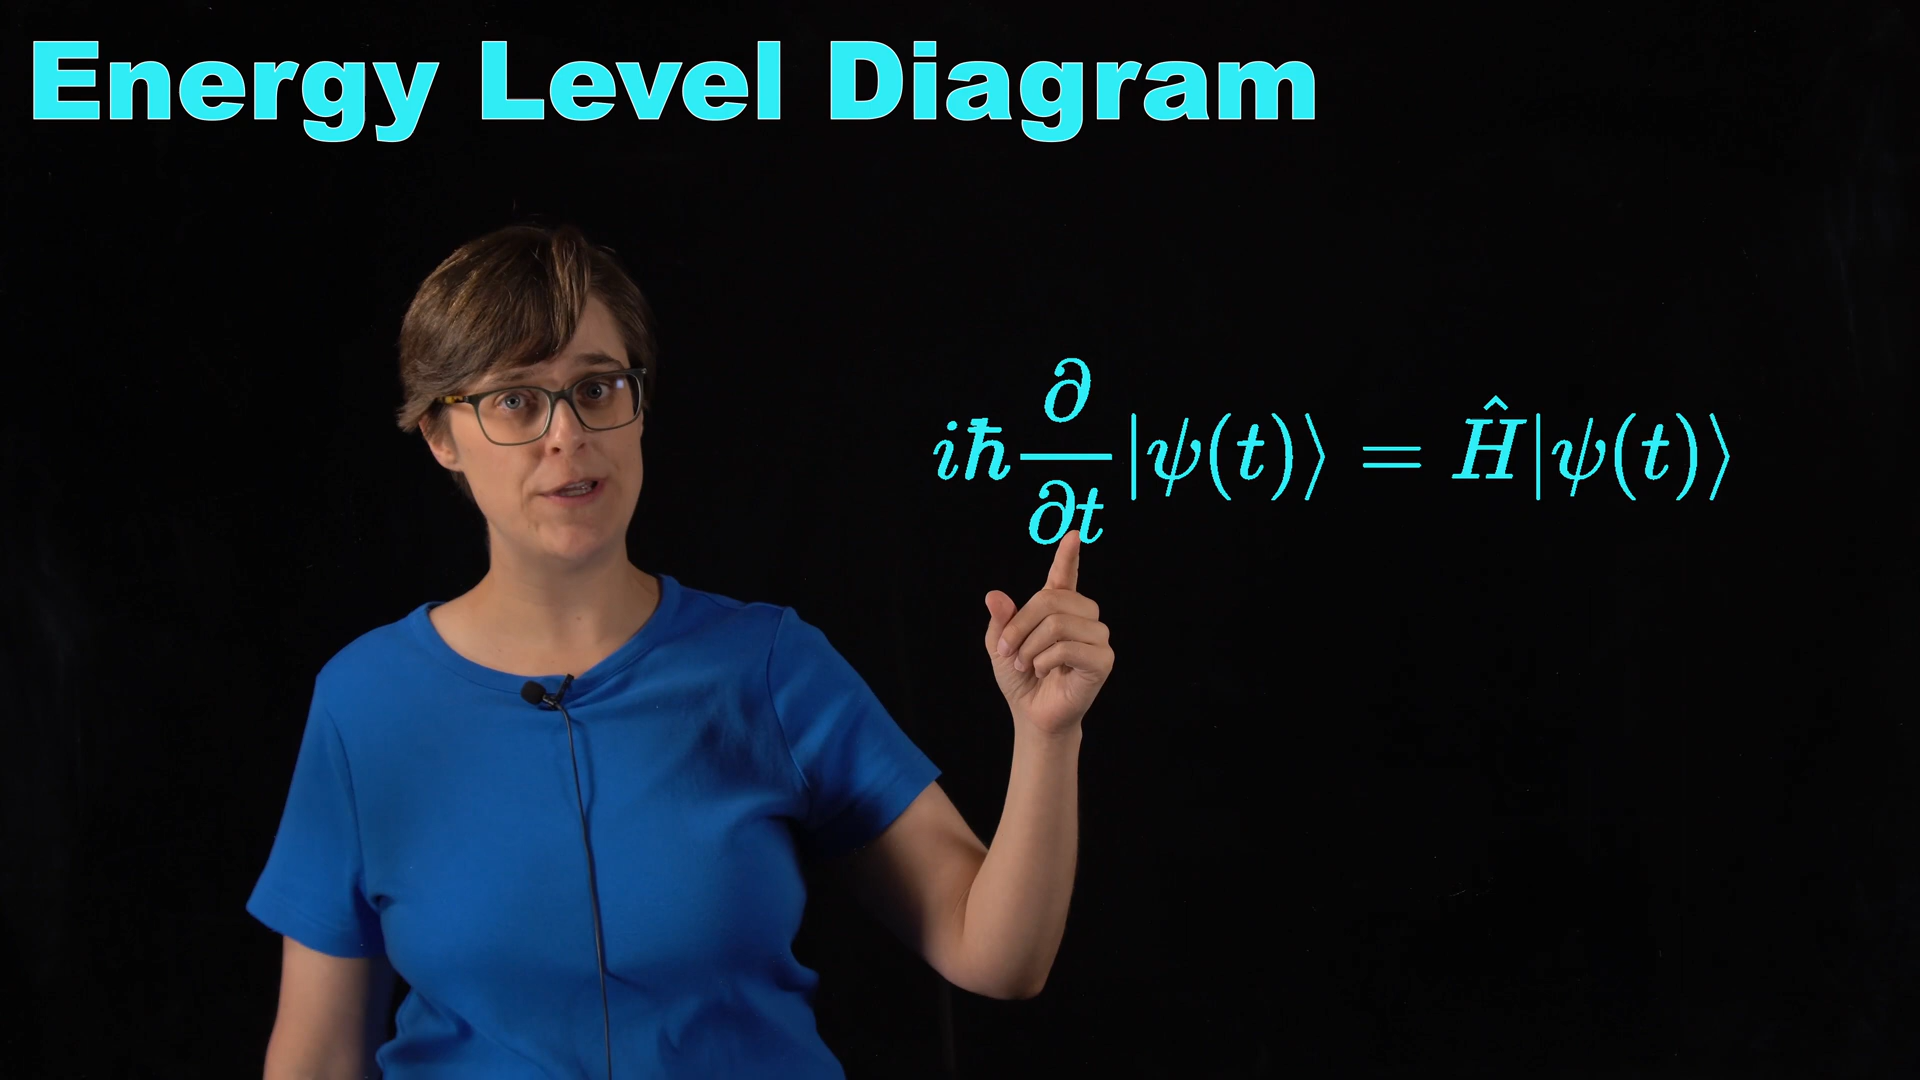 Energy Level Diagram
iħ ∂/∂t |ψ(t)⟩ = Ĥ|ψ(t)⟩